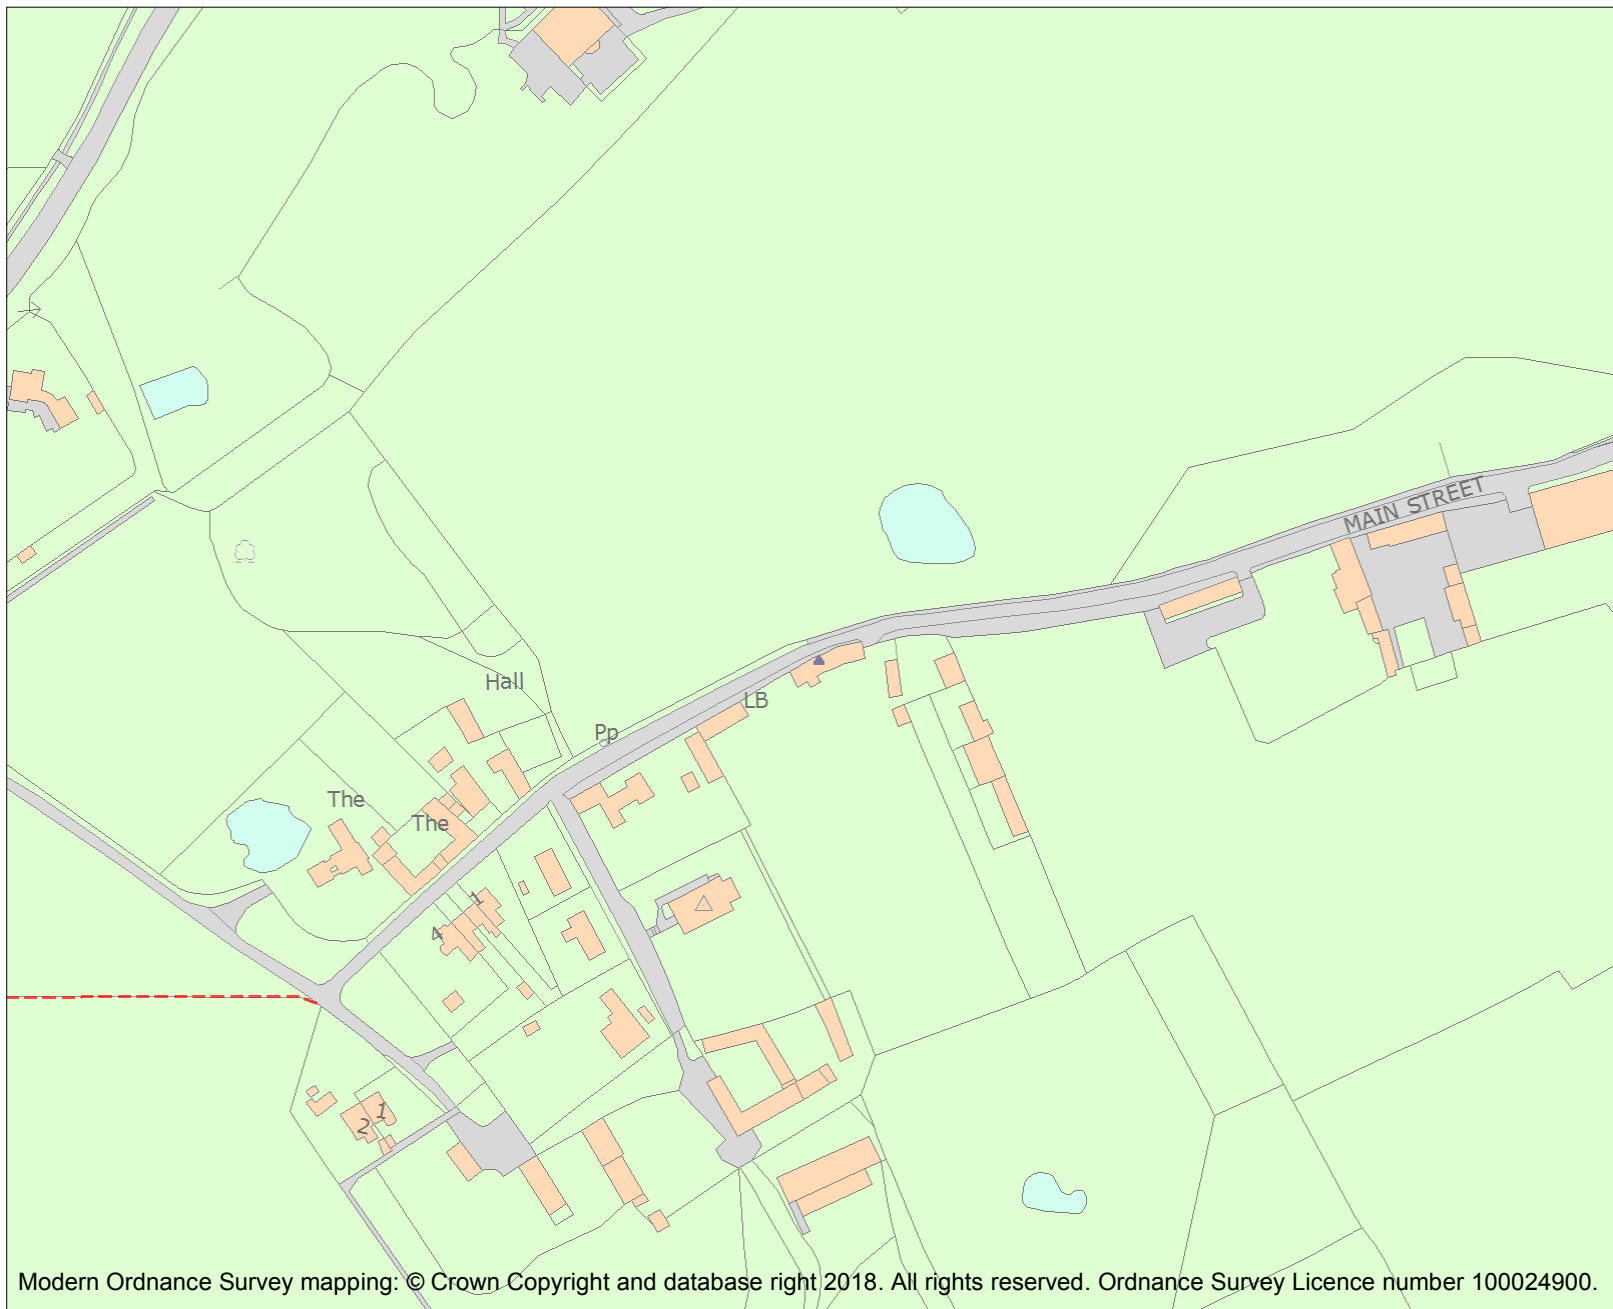 MAIN STREET
Hall
LB
Pp
The
The
1
4
1
2
Modern Ordnance Survey mapping: © Crown Copyright and database right 2018. All rights reserved. Ordnance Survey Licence number 100024900.